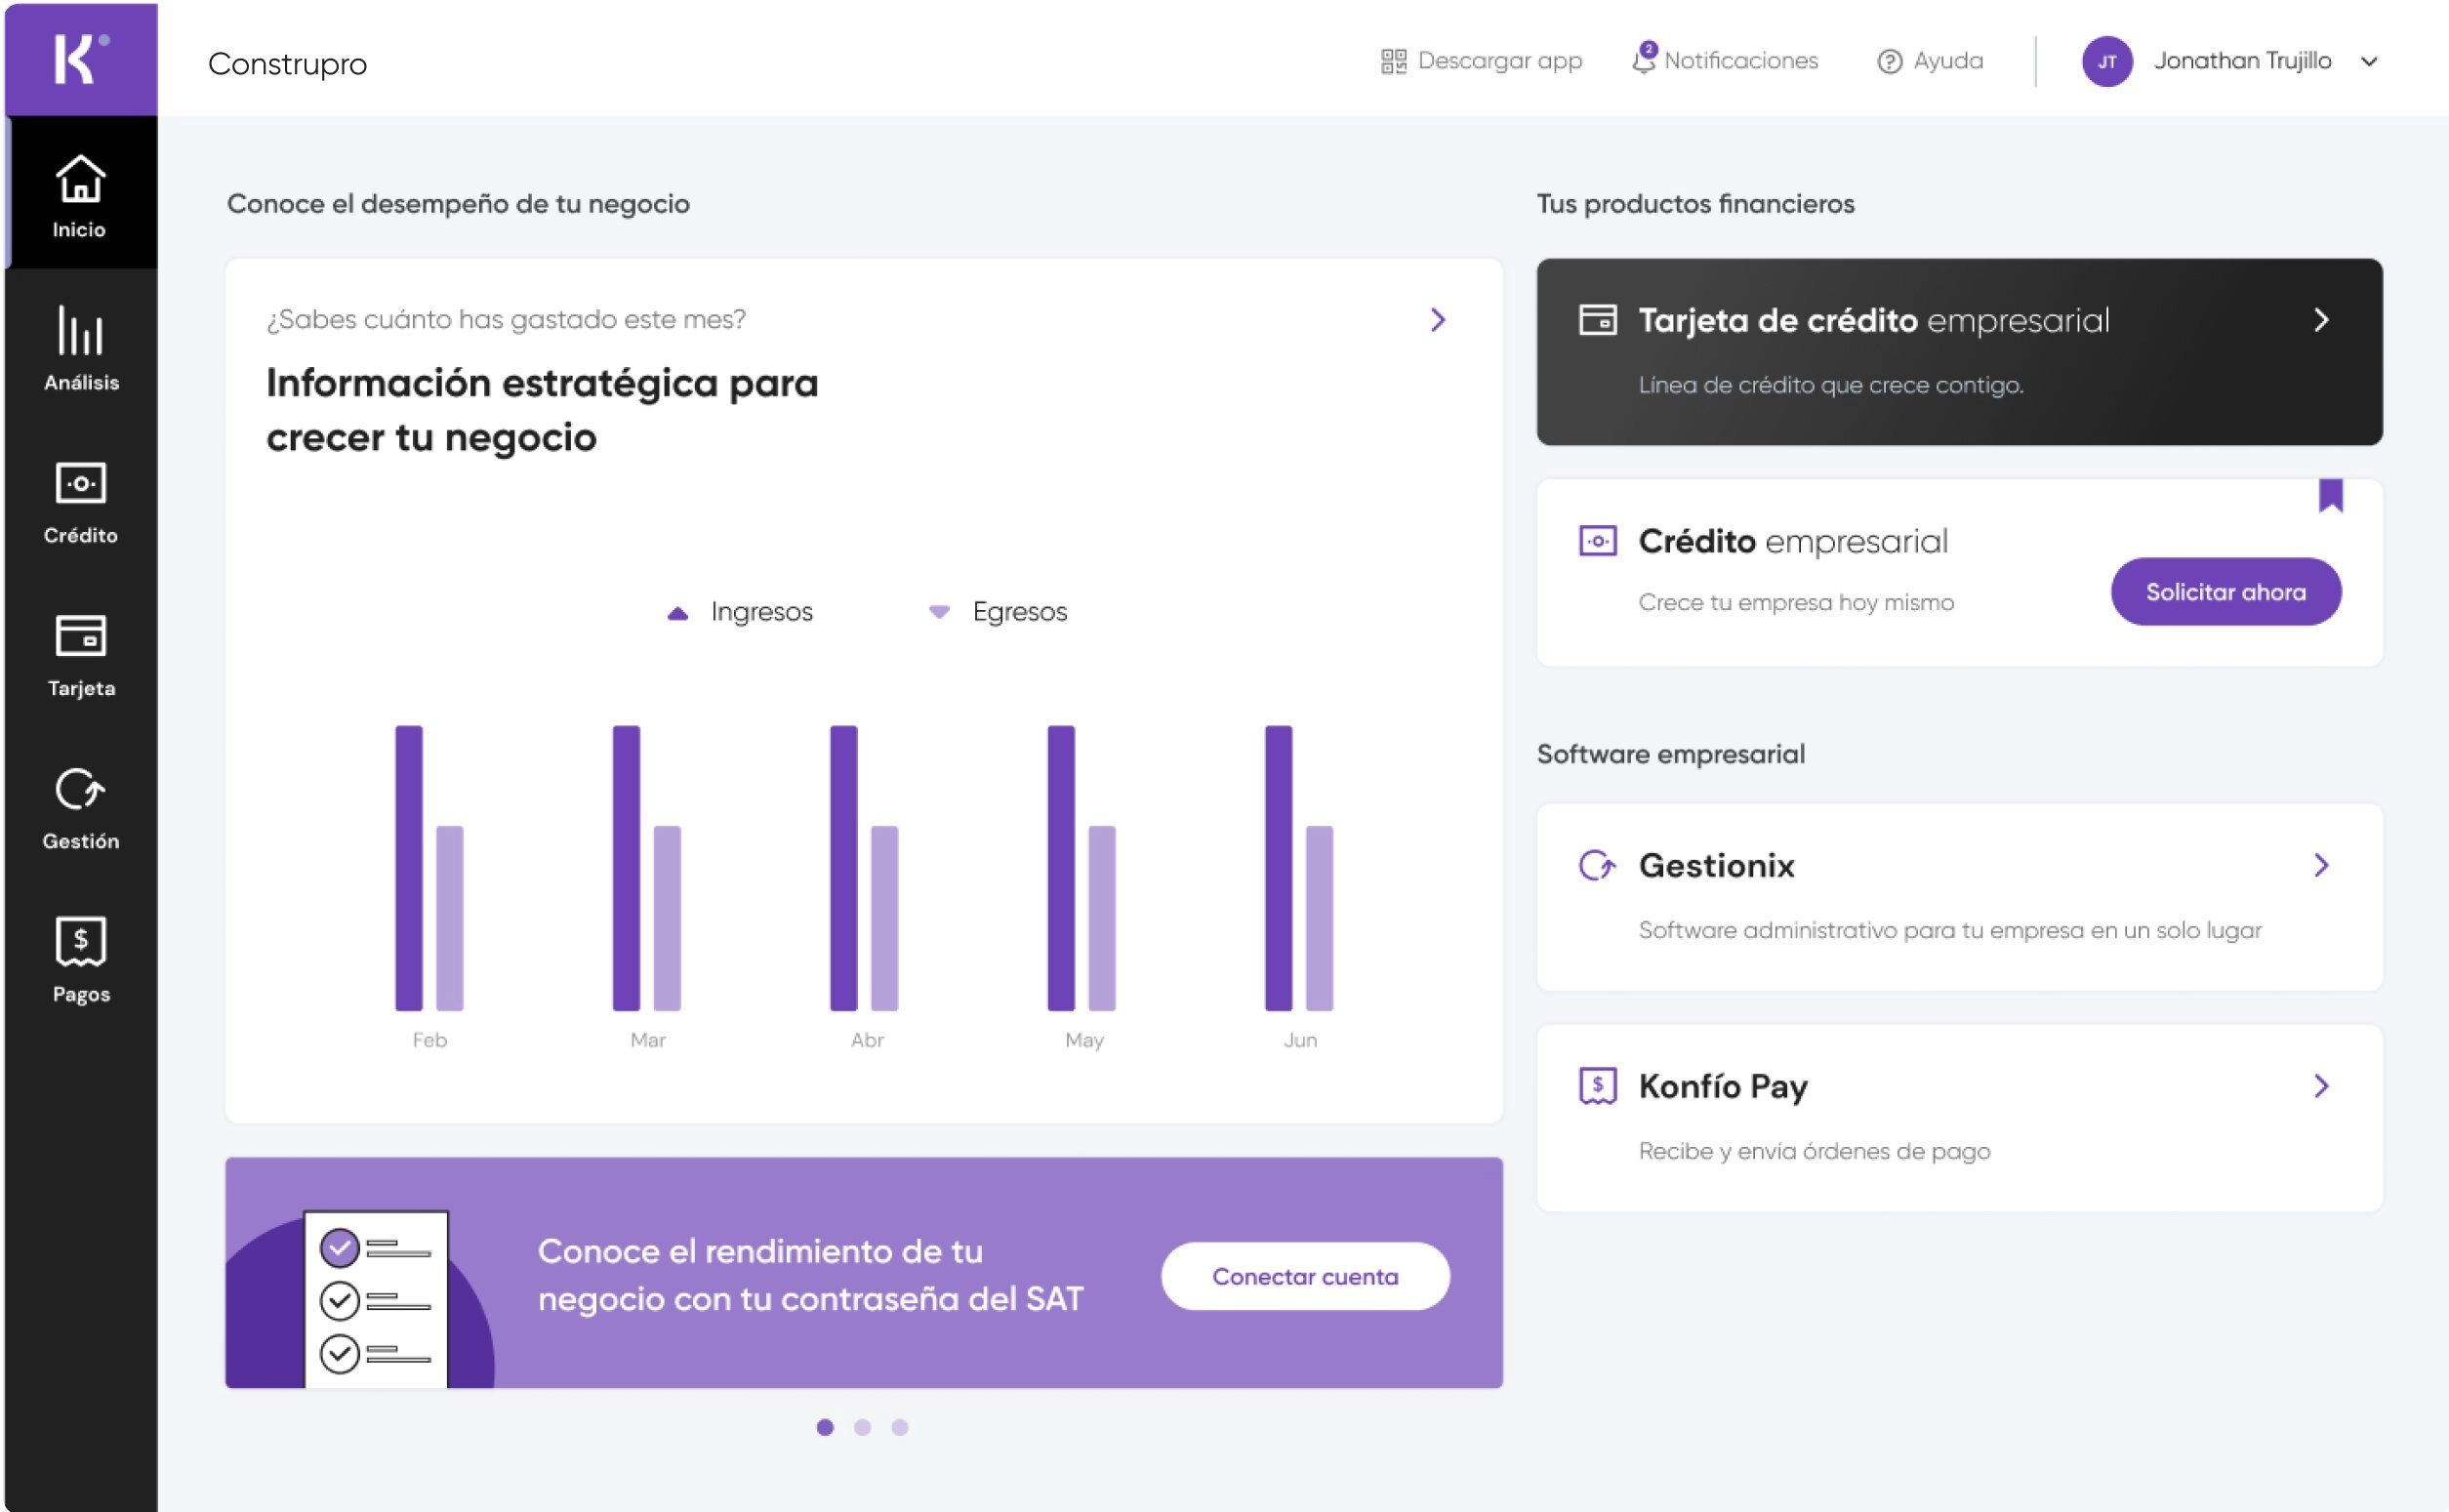 K
Construpro
Descargar app
2
Notificaciones
Ayuda
JT
Jonathan Trujillo
Inicio
Análisis
Crédito
Tarjeta
Gestión
$
Pagos
Conoce el desempeño de tu negocio
¿Sabes cuánto has gastado este mes?
Información estratégica para
crecer tu negocio
Ingresos
Egresos
Feb
Mar
Abr
May
Jun
Conoce el rendimiento de tu
negocio con tu contraseña del SAT
Conectar cuenta
Tus productos financieros
Tarjeta de crédito empresarial
Línea de crédito que crece contigo.
Crédito empresarial
Crece tu empresa hoy mismo
Solicitar ahora
Software empresarial
Gestionix
Software administrativo para tu empresa en un solo lugar
$
Konfío Pay
Recibe y envía órdenes de pago